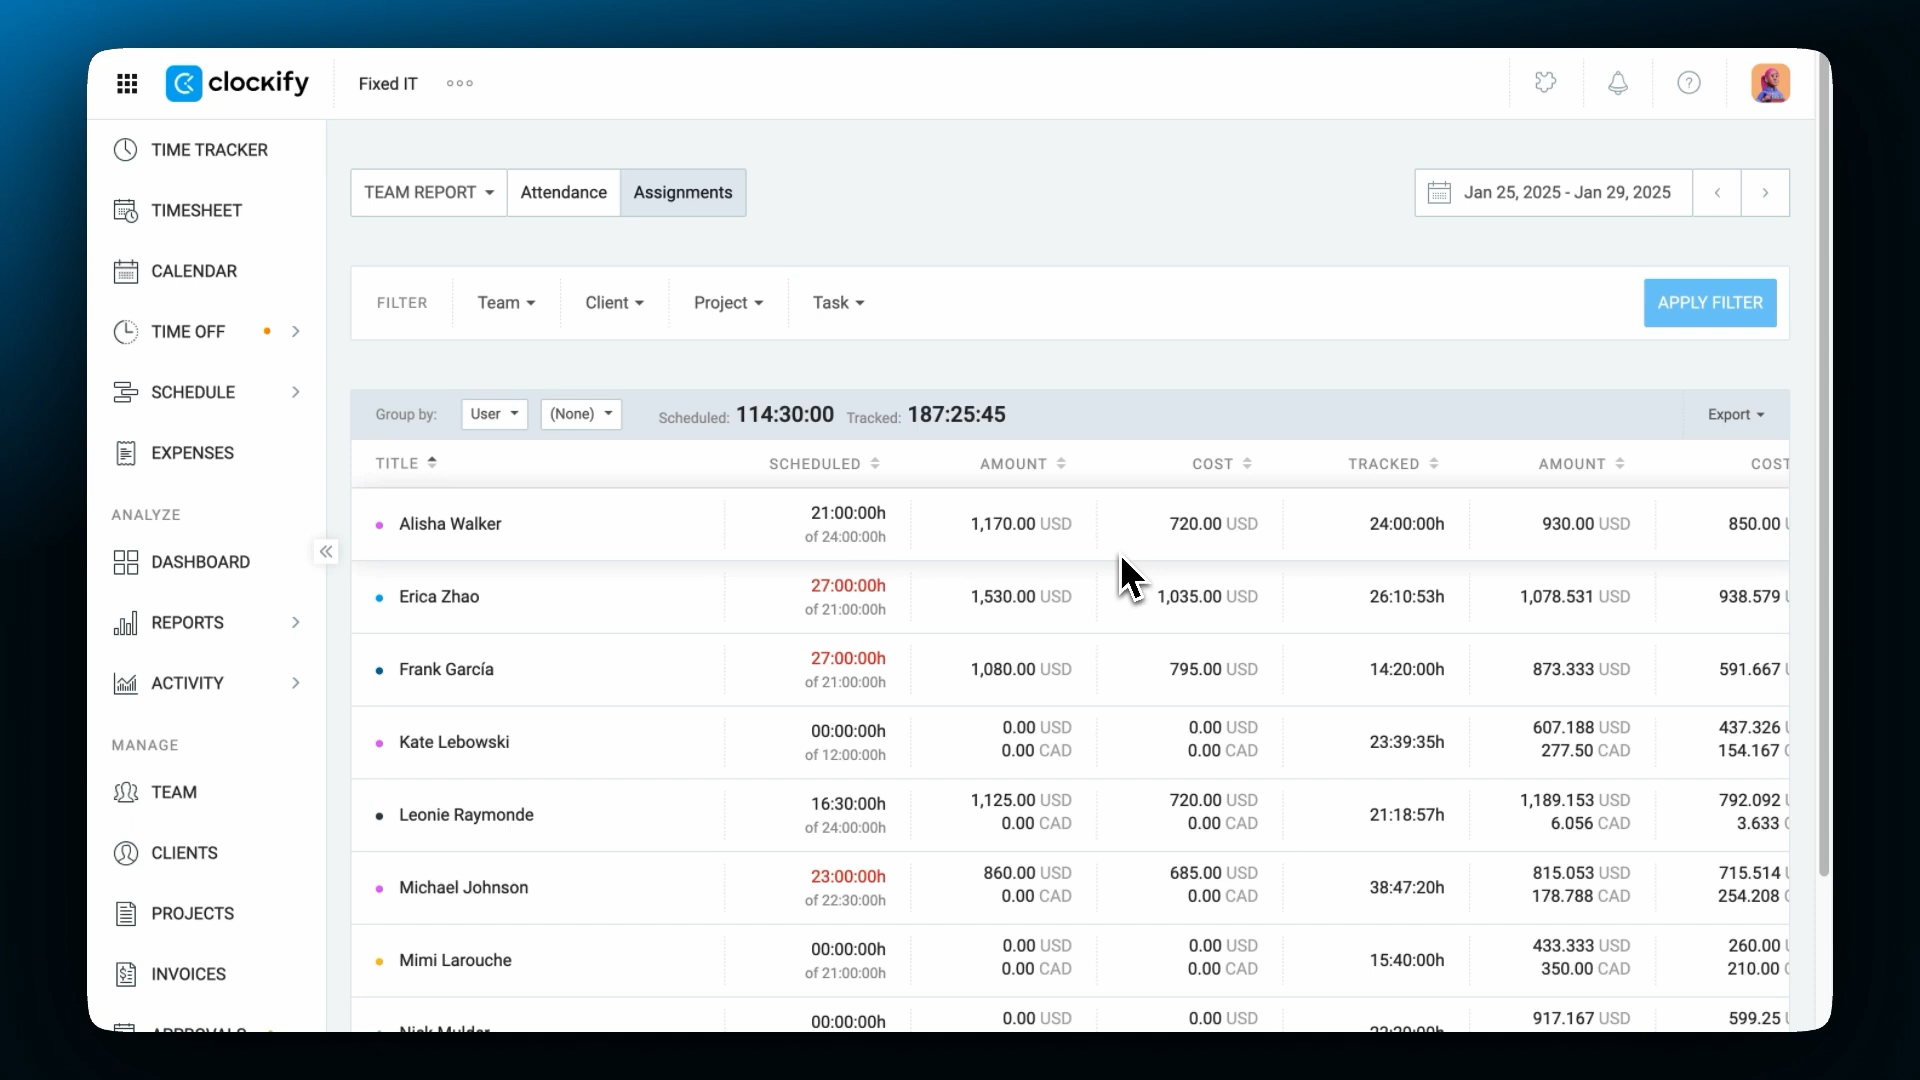 clockify
Fixed IT
TIME TRACKER
TIMESHEET
CALENDAR
TIME OFF
SCHEDULE
EXPENSES
ANALYZE
DASHBOARD
REPORTS
ACTIVITY
MANAGE
TEAM
CLIENTS
PROJECTS
INVOICES
APPROVALS
TEAM REPORT Attendance Assignments
Jan 25, 2025 - Jan 29, 2025
FILTER Team Client Project Task APPLY FILTER
Group by: User (None) Scheduled: 114:30:00 Tracked: 187:25:45 Export
TITLE SCHEDULED AMOUNT COST TRACKED AMOUNT COST
Alisha Walker 21:00:00h 1,170.00 USD 720.00 USD 24:00:00h 930.00 USD 850.00
of 24:00:00h
Erica Zhao 27:00:00h 1,530.00 USD 1,035.00 USD 26:10:53h 1,078.531 USD 938.579
of 21:00:00h
Frank García 27:00:00h 1,080.00 USD 795.00 USD 14:20:00h 873.333 USD 591.667
of 21:00:00h
Kate Lebowski 00:00:00h 0.00 USD 0.00 USD 23:39:35h 607.188 USD 437.326
of 12:00:00h 0.00 CAD 0.00 CAD 277.50 CAD 154.167
Leonie Raymonde 16:30:00h 1,125.00 USD 720.00 USD 21:18:57h 1,189.153 USD 792.092
of 24:00:00h 0.00 CAD 0.00 CAD 6.056 CAD 3.633
Michael Johnson 23:00:00h 860.00 USD 685.00 USD 38:47:20h 815.053 USD 715.514
of 22:30:00h 0.00 CAD 0.00 CAD 178.788 CAD 254.208
Mimi Larouche 00:00:00h 0.00 USD 0.00 USD 15:40:00h 433.333 USD 260.00
of 21:00:00h 0.00 CAD 0.00 CAD 350.00 CAD 210.00
00:00:00h 0.00 USD 0.00 USD 917.167 USD 599.25